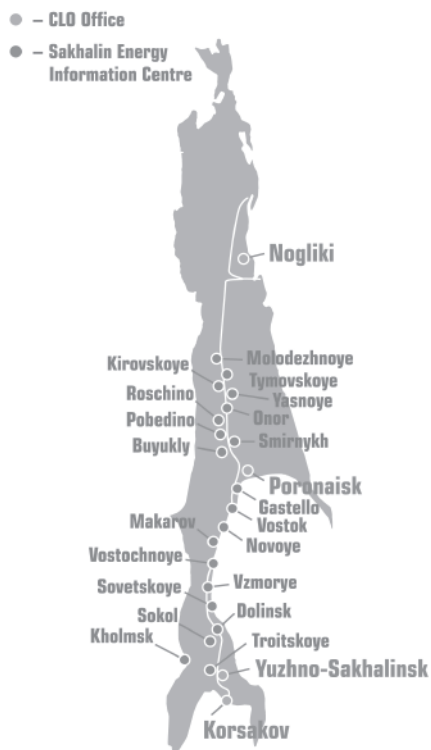 – CLO Office
– Sakhalin Energy
Information Centre
Nogliki
Molodezhnoye
Kirovskoye
Tymovskoye
Roschino
Yasnoye
Pobedino
Onor
Buyukly
Smirnykh
Poronaisk
Gastello
Makarov
Vostok
Novoye
Vostochnoye
Sovetskoye
Vzmorye
Sokol
Dolinsk
Kholmsk
Troitskoye
Yuzhno-Sakhalinsk
Korsakov